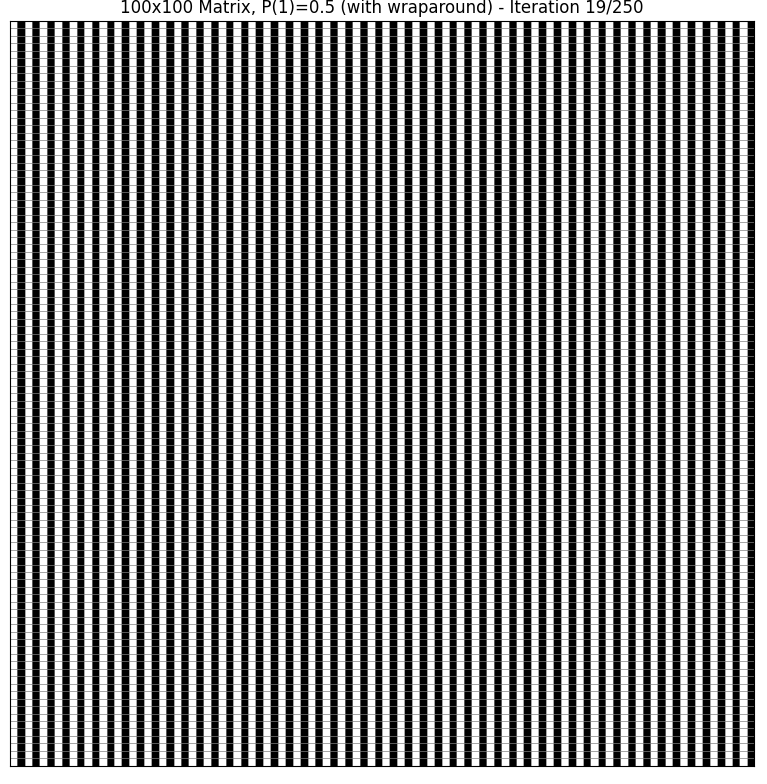 100x100 Matrix, P(1)=0.5 (with wraparound) - Iteration 19/250